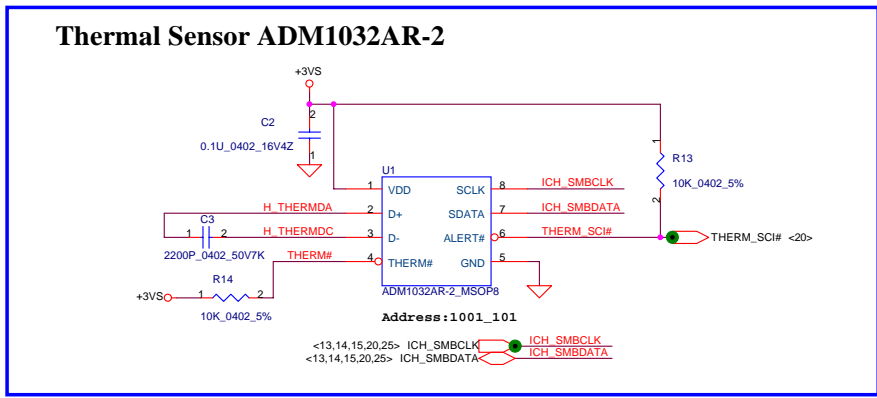 Thermal Sensor ADM1032AR-2
+3VS
2
C2
0.1U_0402_16V4Z
1
1
R13
10K_0402_5%
2
U1
1 VDD SCLK 8 ICH_SMBCLK
H_THERMDA 2 D+ SDATA 7 ICH_SMBDATA
C3
1 2 H_THERMDC 3 D- ALERT# 6 THERM_SCI# THERM_SCI# <20>
2200P_0402_50V7K
THERM# 4 THERM# GND 5
R14
+3VS 1 2
10K_0402_5%
ADM1032AR-2_MSOP8
Address:1001_101
<13,14,15,20,25> ICH_SMBCLK ICH_SMBCLK
<13,14,15,20,25> ICH_SMBDATA ICH_SMBDATA